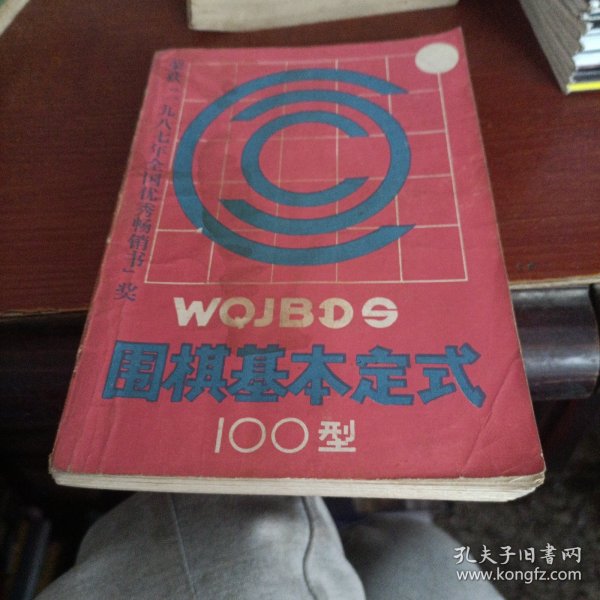 荣获“一九八七年全国优秀畅销书”奖
WQJBDS
围棋基本定式
100型
孔夫子旧书网
www.kongfz.com